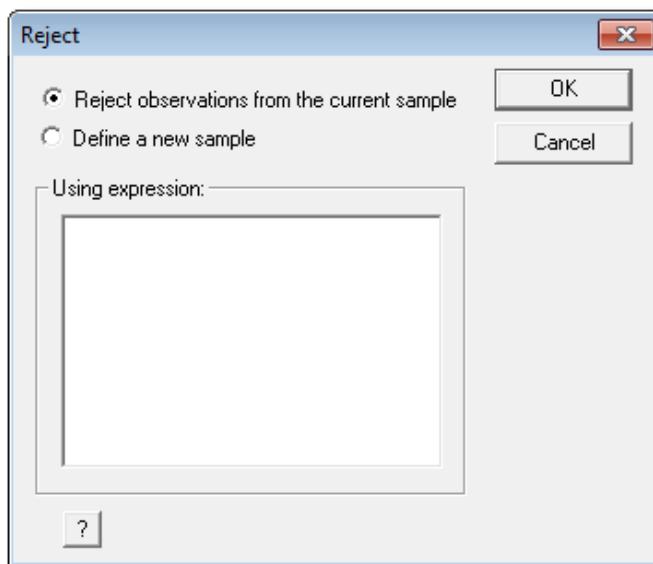 Reject
Reject observations from the current sample
OK
Define a new sample
Cancel
Using expression:
?